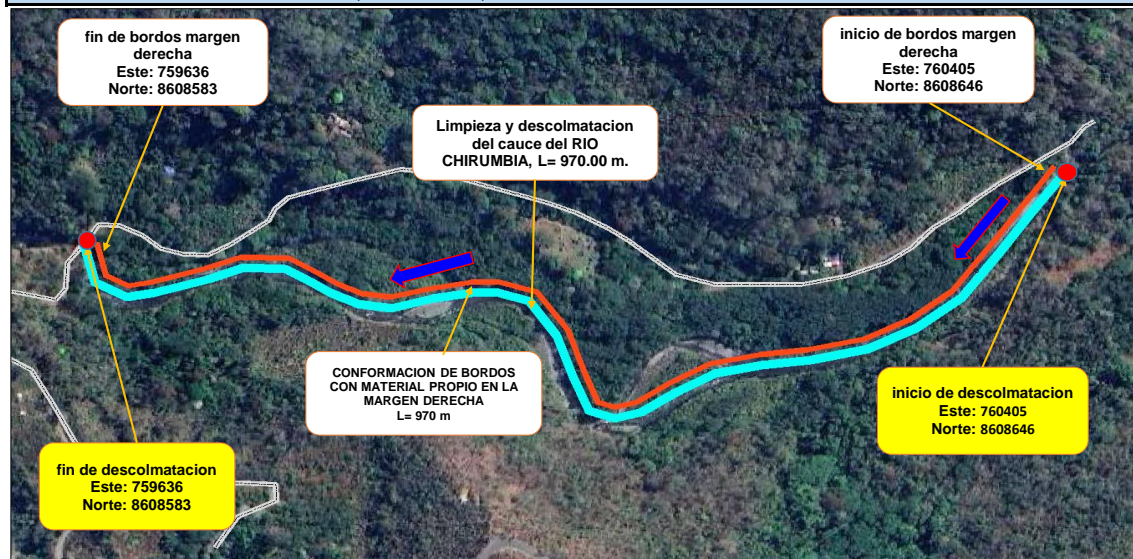 fin de bordos margen
derecha
Este: 759636
Norte: 8608583
inicio de bordos margen
derecha
Este: 760405
Norte: 8608646
Limpieza y descolmatacion
del cauce del RIO
CHIRUMBIA, L= 970.00 m.
CONFORMACION DE BORDOS
CON MATERIAL PROPIO EN LA
MARGEN DERECHA
L= 970 m
inicio de descolmatacion
Este: 760405
Norte: 8608646
fin de descolmatacion
Este: 759636
Norte: 8608583